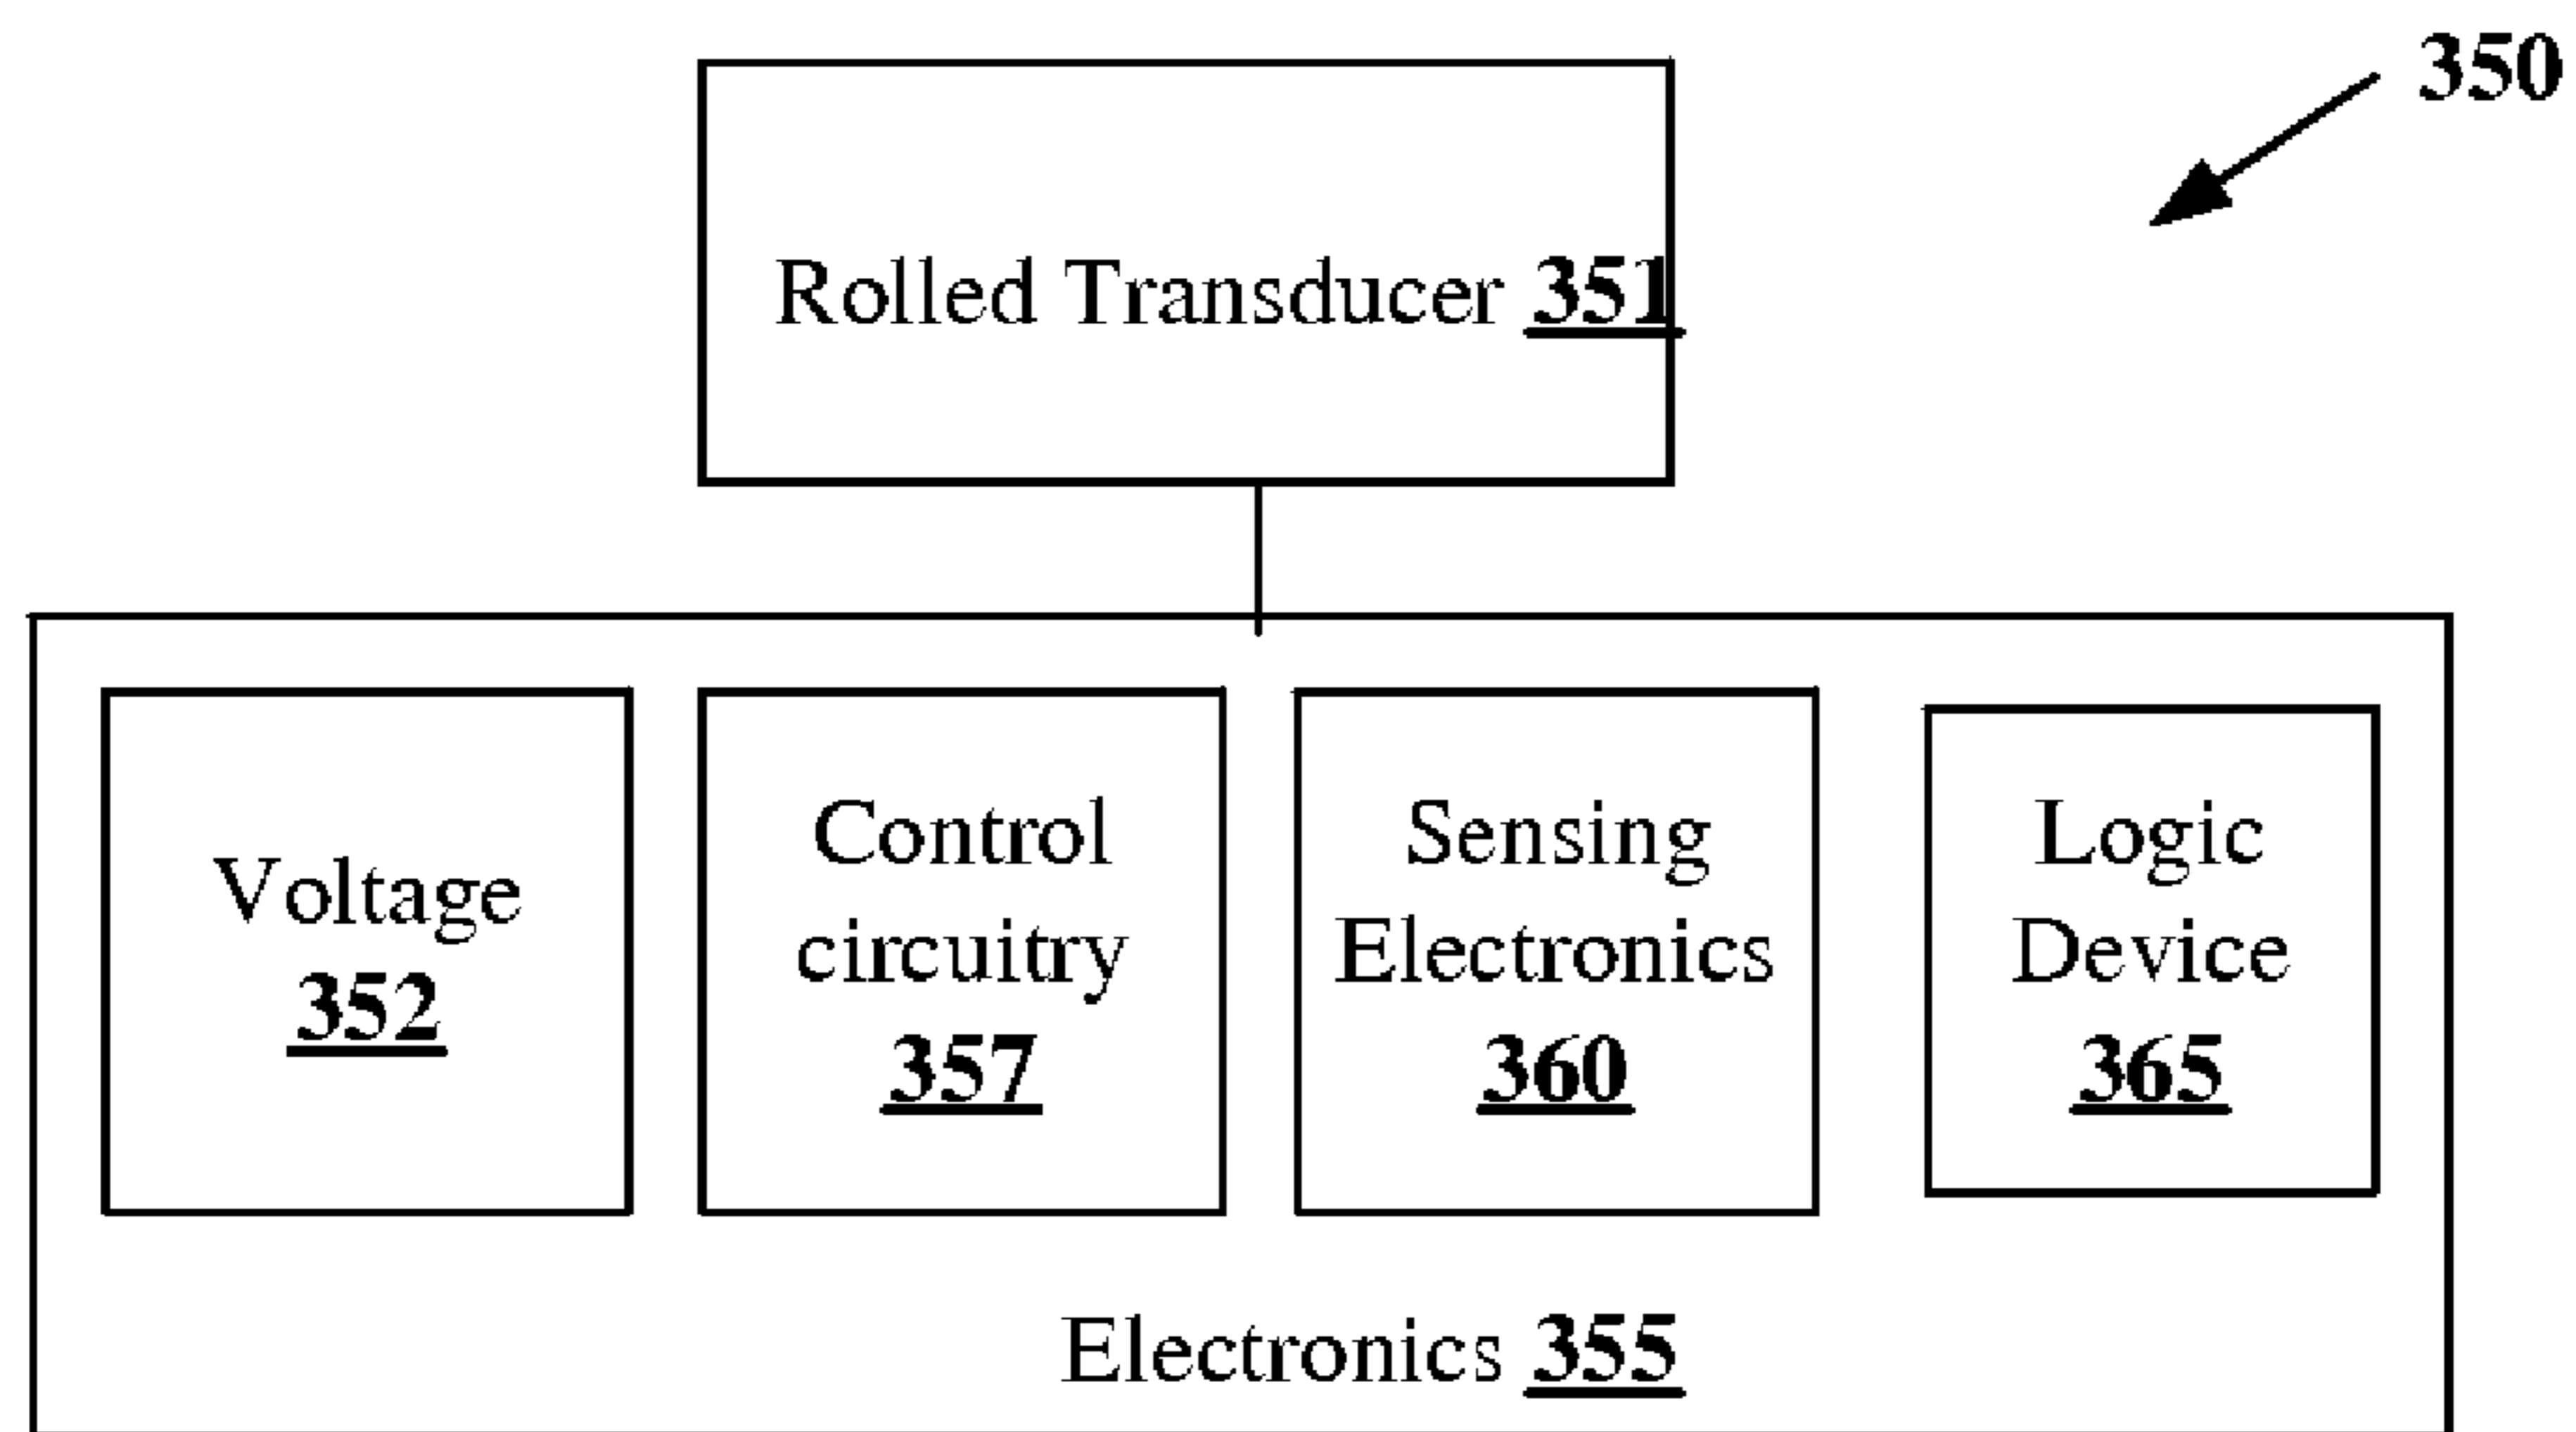 350
Rolled Transducer 351
Voltage
352
Control
circuitry
357
Sensing
Electronics
360
Logic
Device
365
Electronics 355